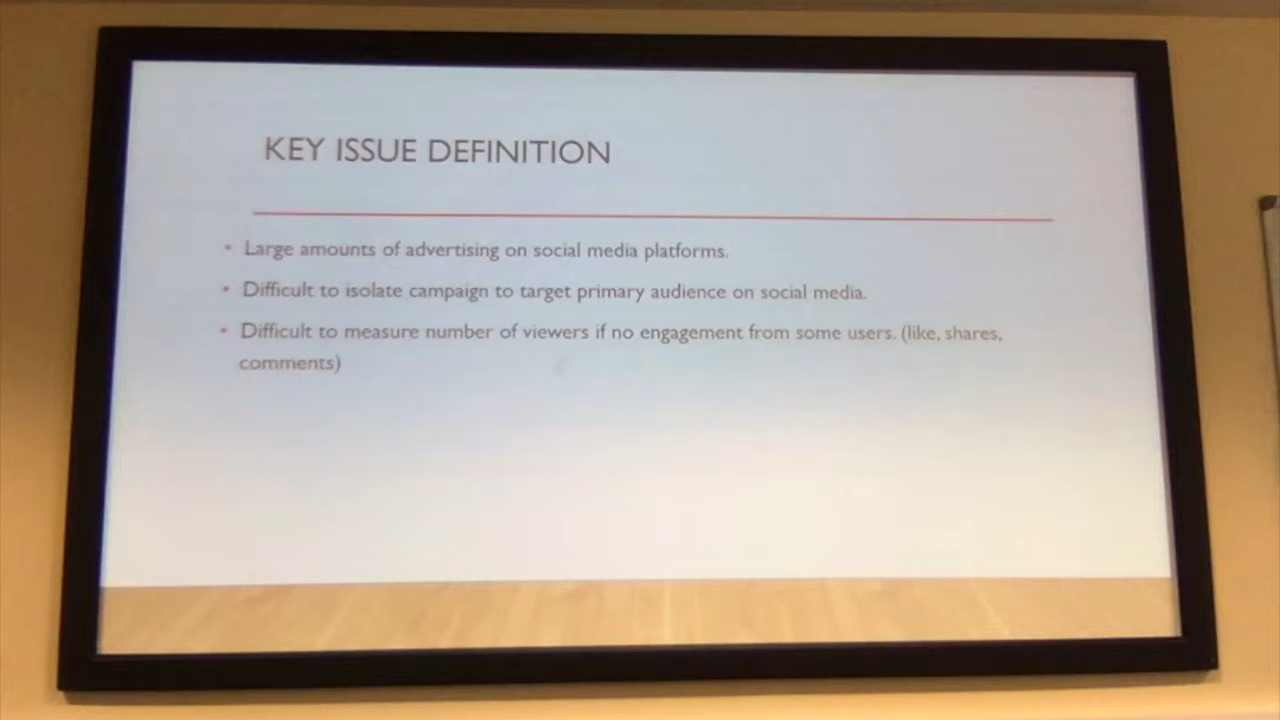 KEY ISSUE DEFINITION
• Large amounts of advertising on social media platforms.
• Difficult to isolate campaign to target primary audience on social media.
• Difficult to measure number of viewers if no engagement from some users. (like, shares,
comments)